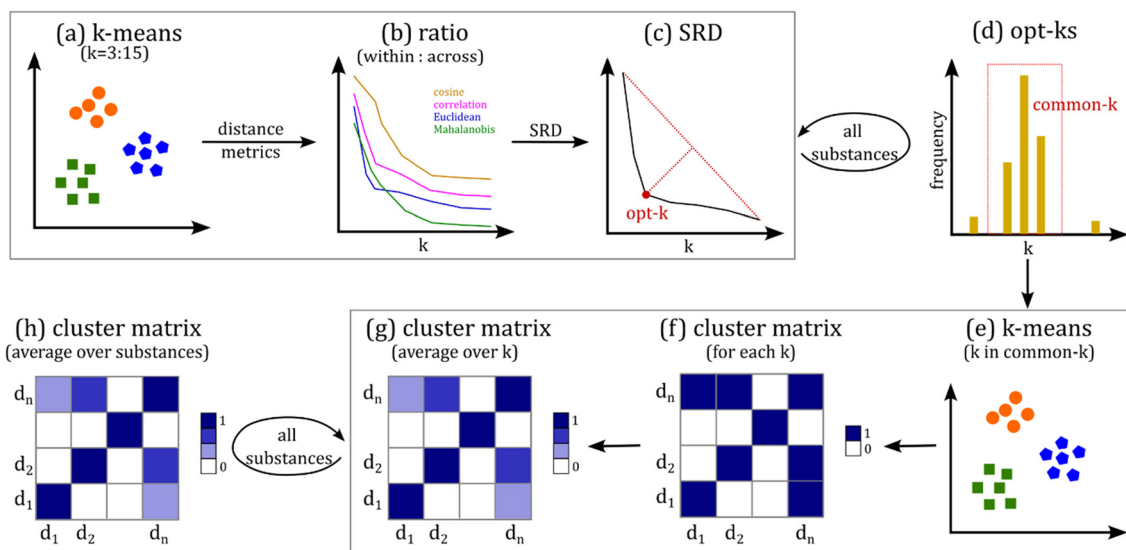 (a) k-means
(k=3:15)
distance
metrics
(b) ratio
(within : across)
cosine
correlation
Euclidean
Mahalanobis
k
SRD
(c) SRD
opt-k
k
all
substances
(d) opt-ks
common-k
frequency
k
(h) cluster matrix
(average over substances)
dn
d2
d1
d1 d2 dn
1
0
all
substances
(g) cluster matrix
(average over k)
dn
d2
d1
d1 d2 dn
1
0
(f) cluster matrix
(for each k)
dn
d2
d1
d1 d2 dn
1
0
(e) k-means
(k in common-k)